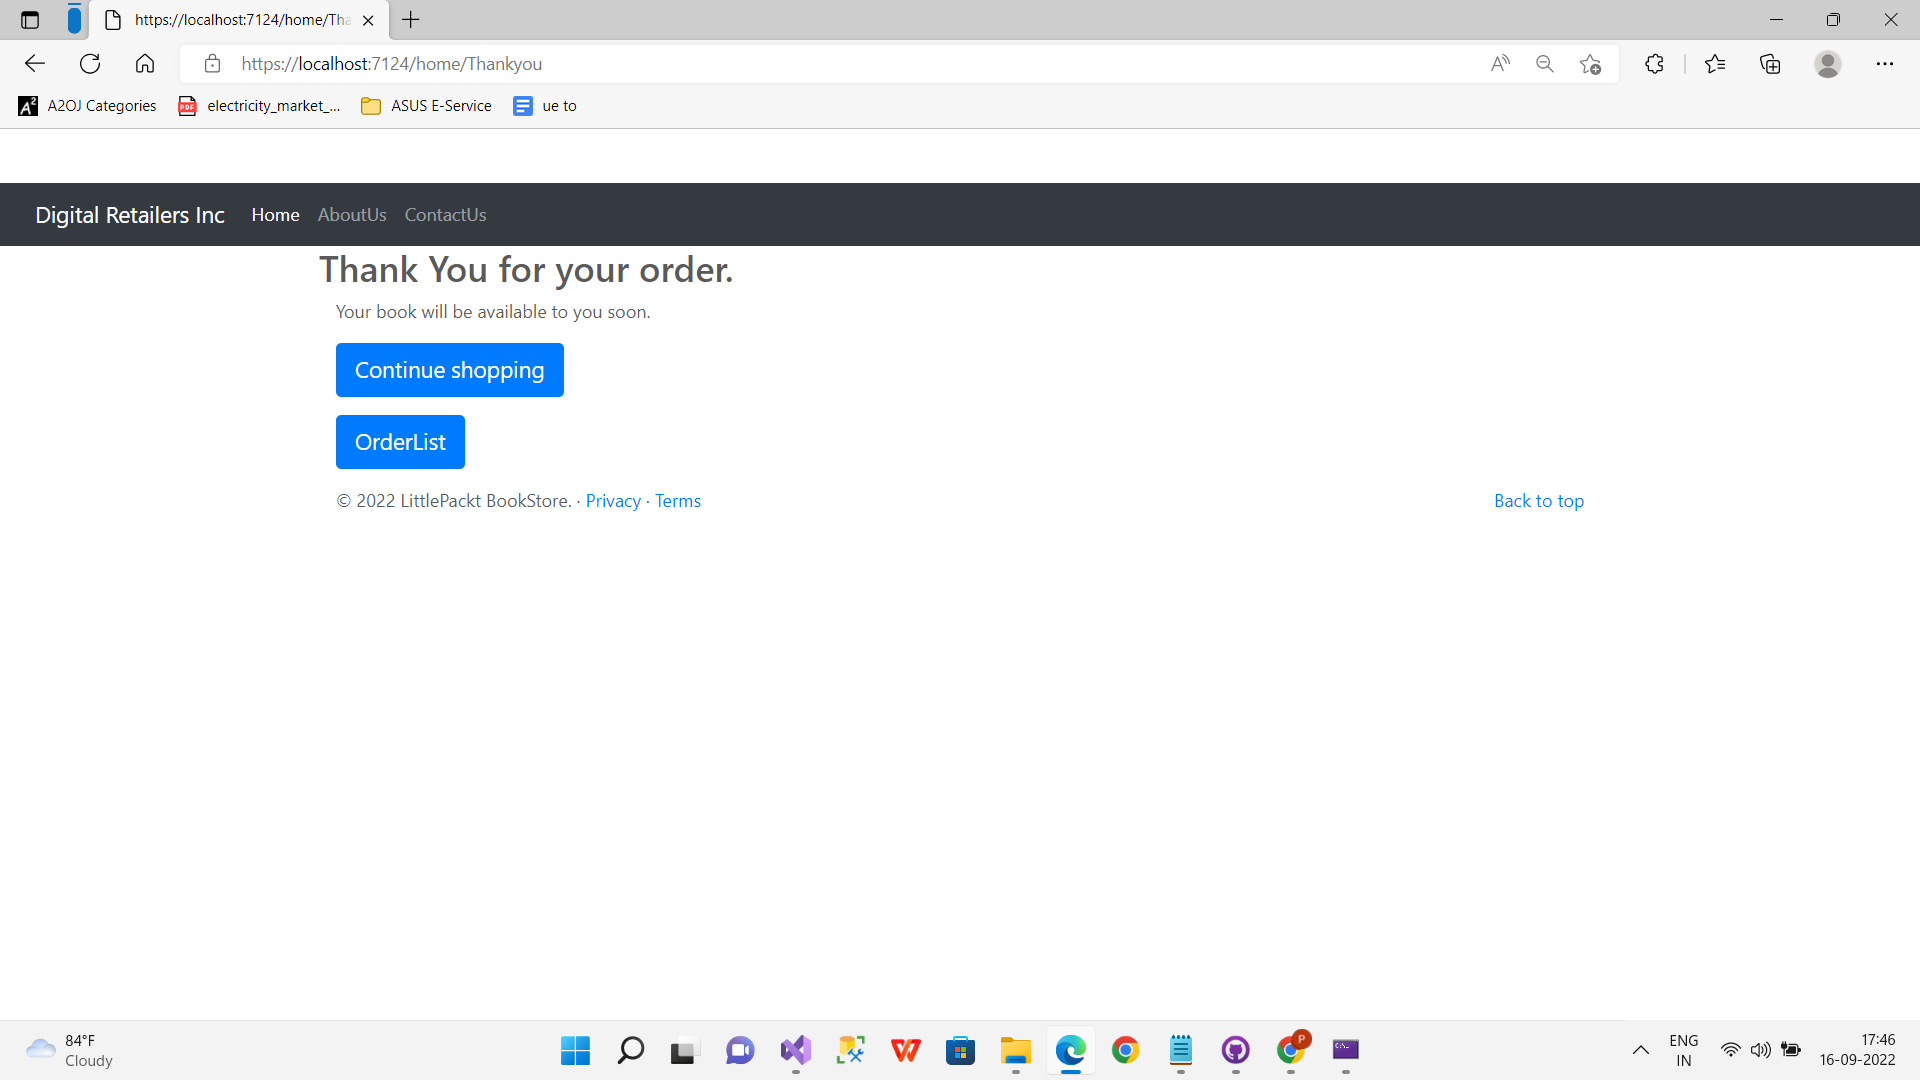 https://localhost:7124/home/Tha
https://localhost:7124/home/Thankyou
A2OJ Categories
electricity_market_...
ASUS E-Service
ue to
Digital Retailers Inc Home AboutUs ContactUs
Thank You for your order.
Your book will be available to you soon.
Continue shopping
OrderList
© 2022 LittlePackt BookStore. · Privacy · Terms
Back to top
84°F
Cloudy
ENG
IN
17:46
16-09-2022